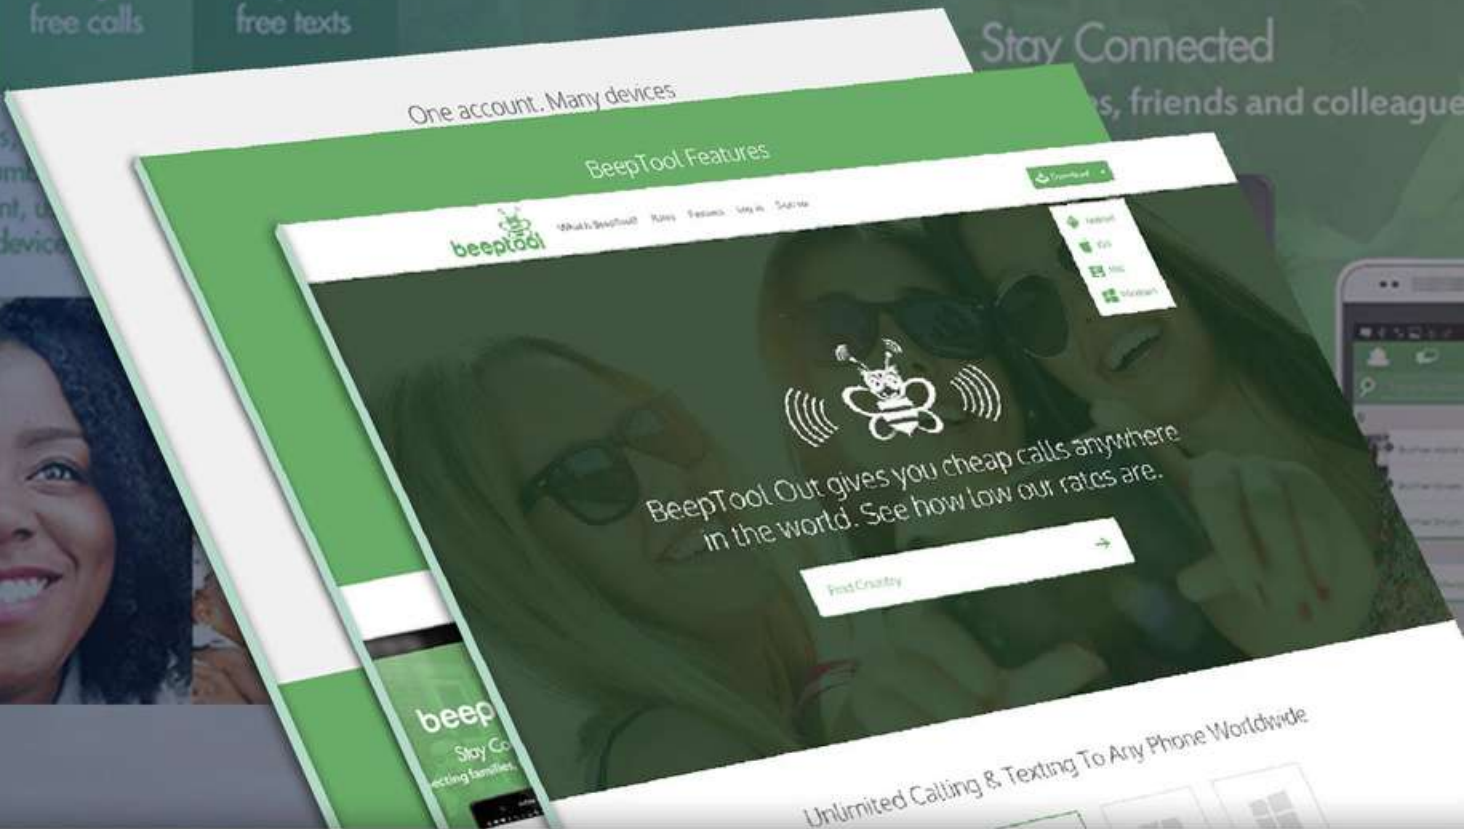 free calls
free texts
Stay Connected
s, friends and colleague
One account. Many devices
BeepTool Features
beeptool
What is BeepTool? Rates Features Log in Sign up
Download
Android
iOS
Mac
Windows
BeepTool Out gives you cheap calls anywhere
in the world. See how low our rates are.
Find Country
beep
Stay Co
ecting families,
Unlimited Calling & Texting To Any Phone Worldwide
device